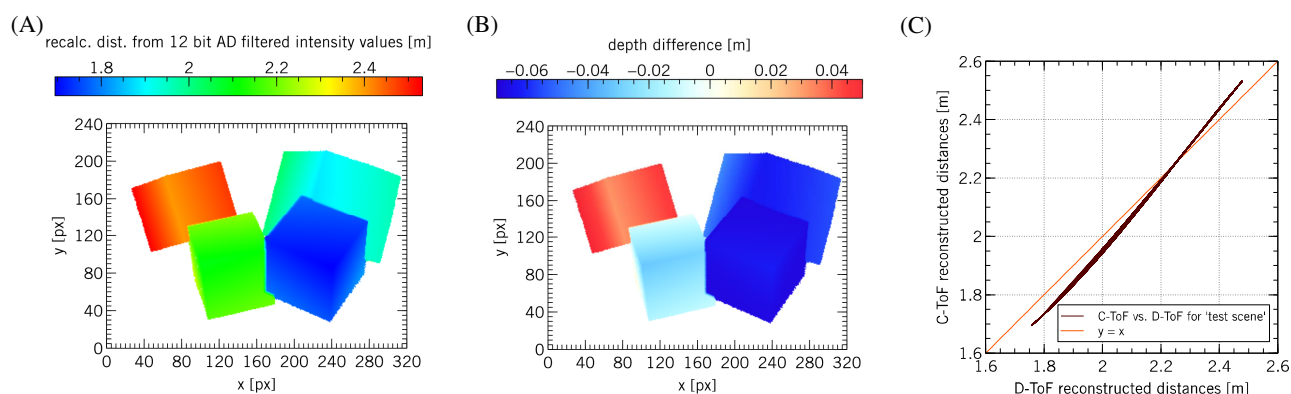 (A)
recalc. dist. from 12 bit AD filtered intensity values [m]
1.8 2 2.2 2.4
240
200
160
120
80
40
0
y [px]
0 40 80 120 160 200 240 280 320
x [px]
(B)
depth difference [m]
−0.06 −0.04 −0.02 0 0.02 0.04
240
200
160
120
80
40
0
y [px]
0 40 80 120 160 200 240 280 320
x [px]
(C)
2.6
2.4
2.2
2
1.8
1.6
C-ToF reconstructed distances [m]
C-ToF vs. D-ToF for 'test scene'
y = x
1.6 1.8 2 2.2 2.4 2.6
D-ToF reconstructed distances [m]